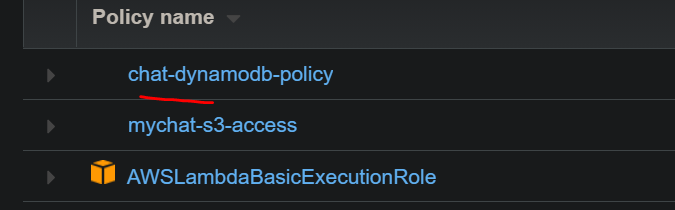 Policy name
chat-dynamodb-policy
mychat-s3-access
AWSLambdaBasicExecutionRole